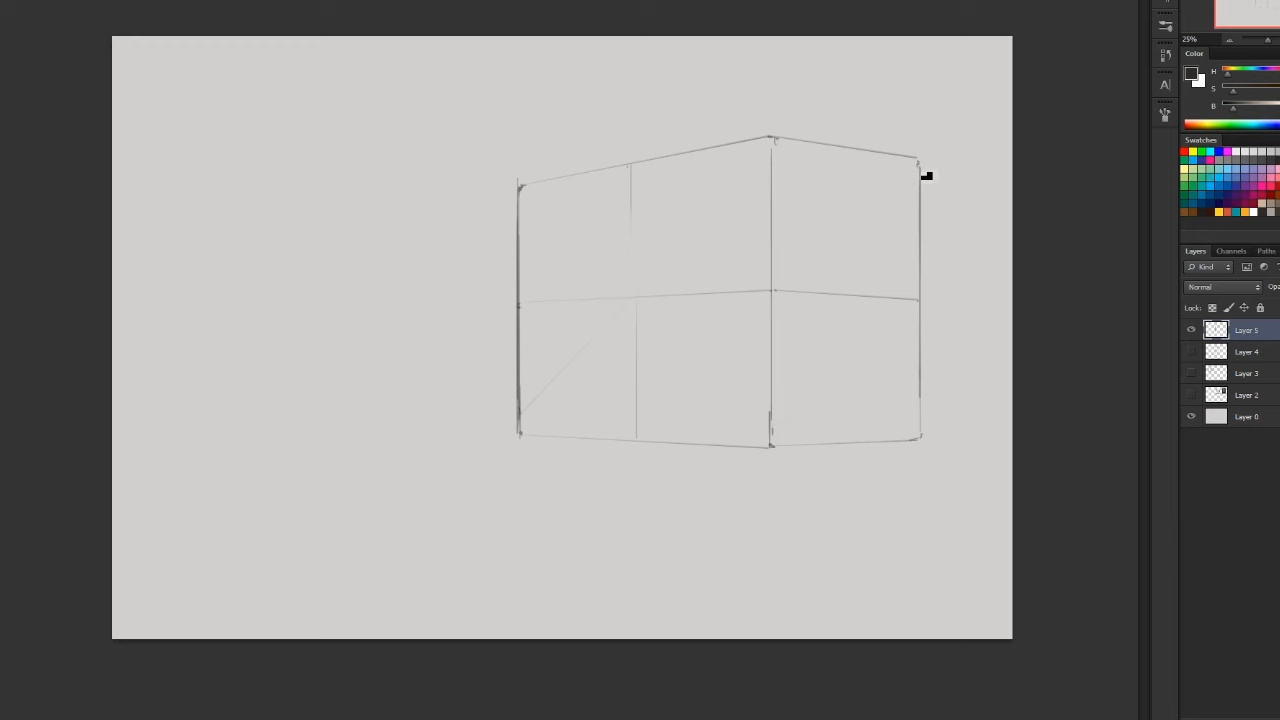 25%
Color
H
S
B
Swatches
Layers Channels Paths
Kind
Normal
Lock:
Layer 5
Layer 4
Layer 3
Layer 2
Layer 0